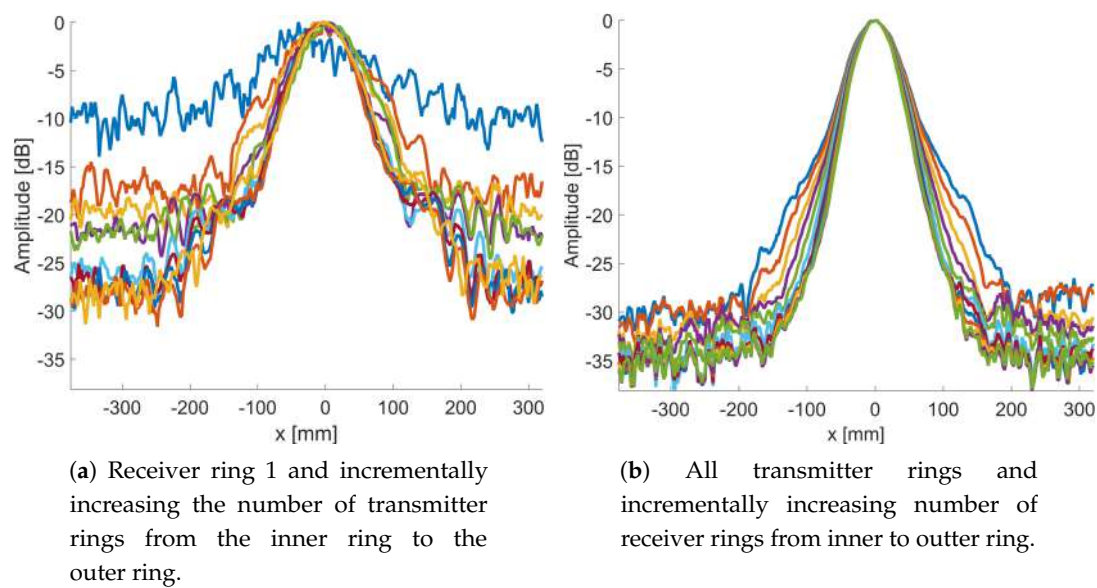 0
-5
-10
-15
-20
-25
-30
-35
Amplitude [dB]
-300 -200 -100 0 100 200 300
x [mm]
0
-5
-10
-15
-20
-25
-30
-35
Amplitude [dB]
-300 -200 -100 0 100 200 300
x [mm]
(a) Receiver ring 1 and incrementally
increasing the number of transmitter
rings from the inner ring to the
outer ring.
(b) All transmitter rings and
incrementally increasing number of
receiver rings from inner to outter ring.